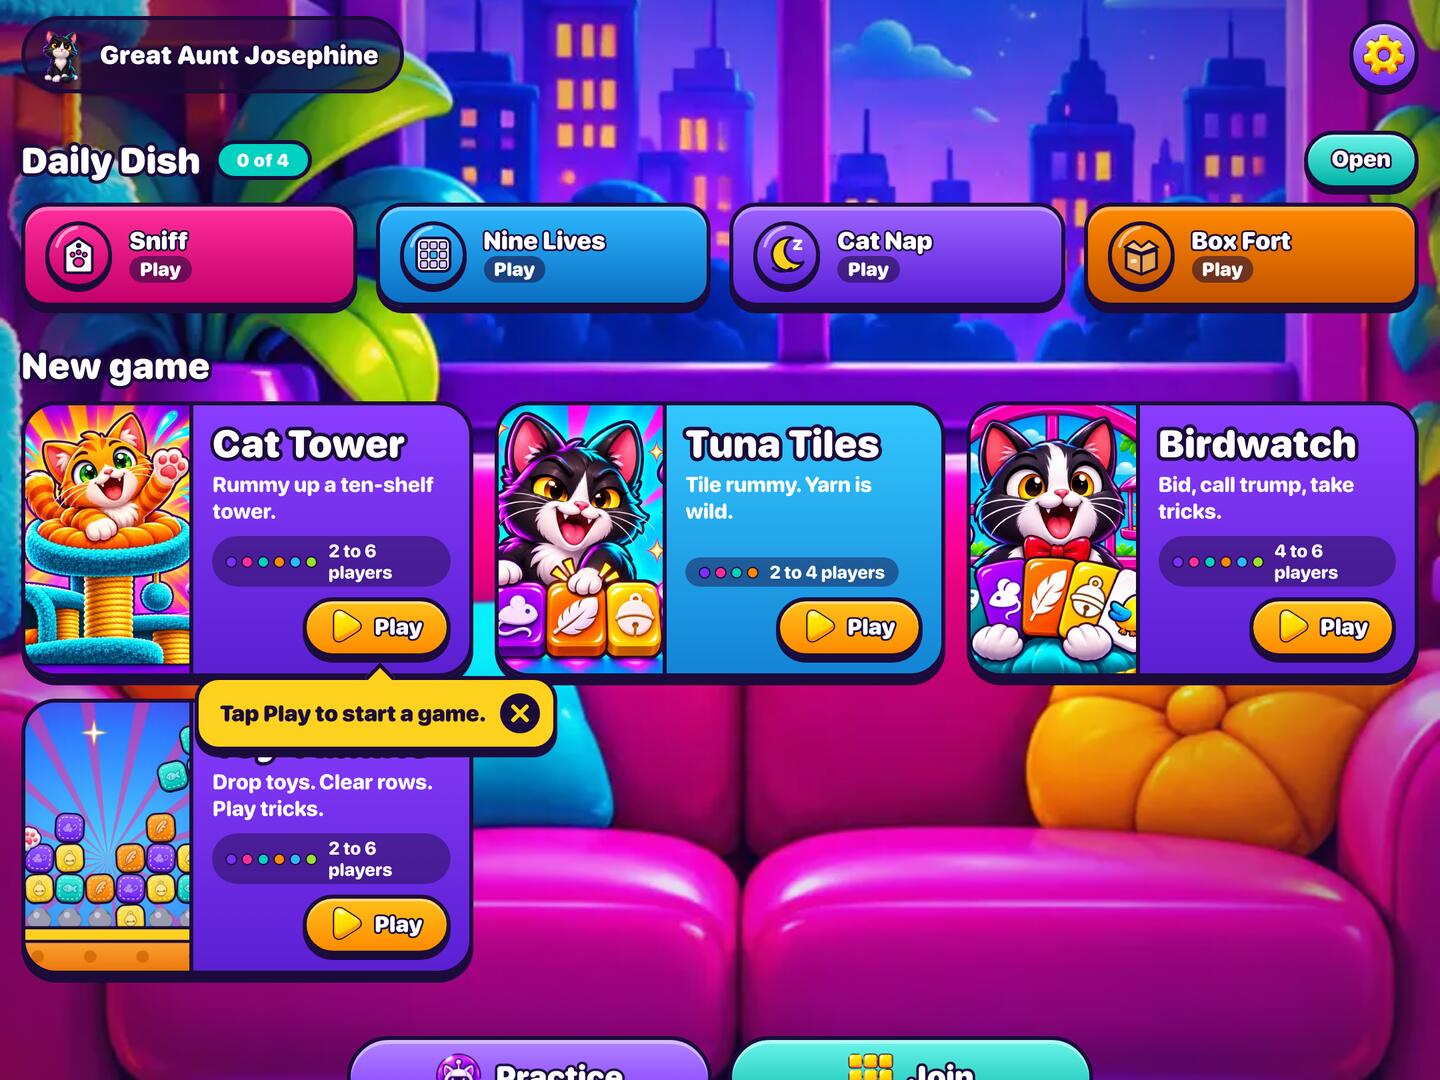 Great Aunt Josephine
Daily Dish
0 of 4
Open
Sniff
Play
Nine Lives
Play
Cat Nap
z
Play
Box Fort
Play
New game
Cat Tower
Rummy up a ten-shelf
tower.
2 to 6
players
Play
Tuna Tiles
Tile rummy. Yarn is
wild.
2 to 4 players
Play
Birdwatch
Bid, call trump, take
tricks.
4 to 6
players
Play
Tap Play to start a game.
Drop toys. Clear rows.
Play tricks.
2 to 6
players
Play
Practice
Join